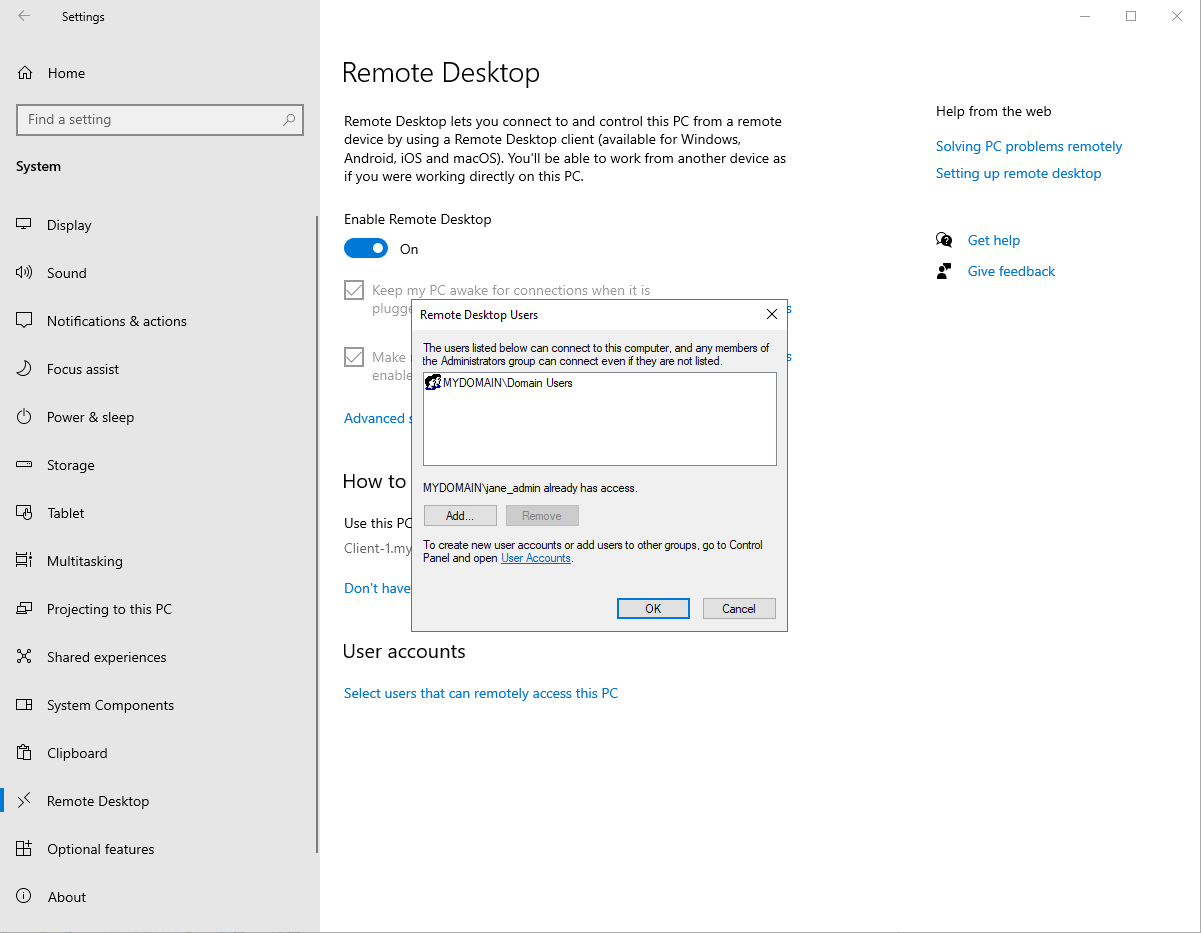 Settings
Home
Find a setting
System
Display
Sound
Notifications & actions
Focus assist
Power & sleep
Storage
Tablet
Multitasking
Projecting to this PC
Shared experiences
System Components
Clipboard
Remote Desktop
Optional features
About
Remote Desktop
Remote Desktop lets you connect to and control this PC from a remote
device by using a Remote Desktop client (available for Windows,
Android, iOS and macOS). You'll be able to work from another device as
if you were working directly on this PC.
Enable Remote Desktop
On
Keep my PC awake for connections when it is
plugge
s
Make
s
enable
Advanced s
How to
Use this PC
Client-1.my
Don't have
User accounts
Select users that can remotely access this PC
Remote Desktop Users
The users listed below can connect to this computer, and any members of
the Administrators group can connect even if they are not listed.
MYDOMAIN\Domain Users
MYDOMAIN\jane_admin already has access.
Add...
Remove
To create new user accounts or add users to other groups, go to Control
Panel and open User Accounts.
OK
Cancel
Help from the web
Solving PC problems remotely
Setting up remote desktop
Get help
Give feedback